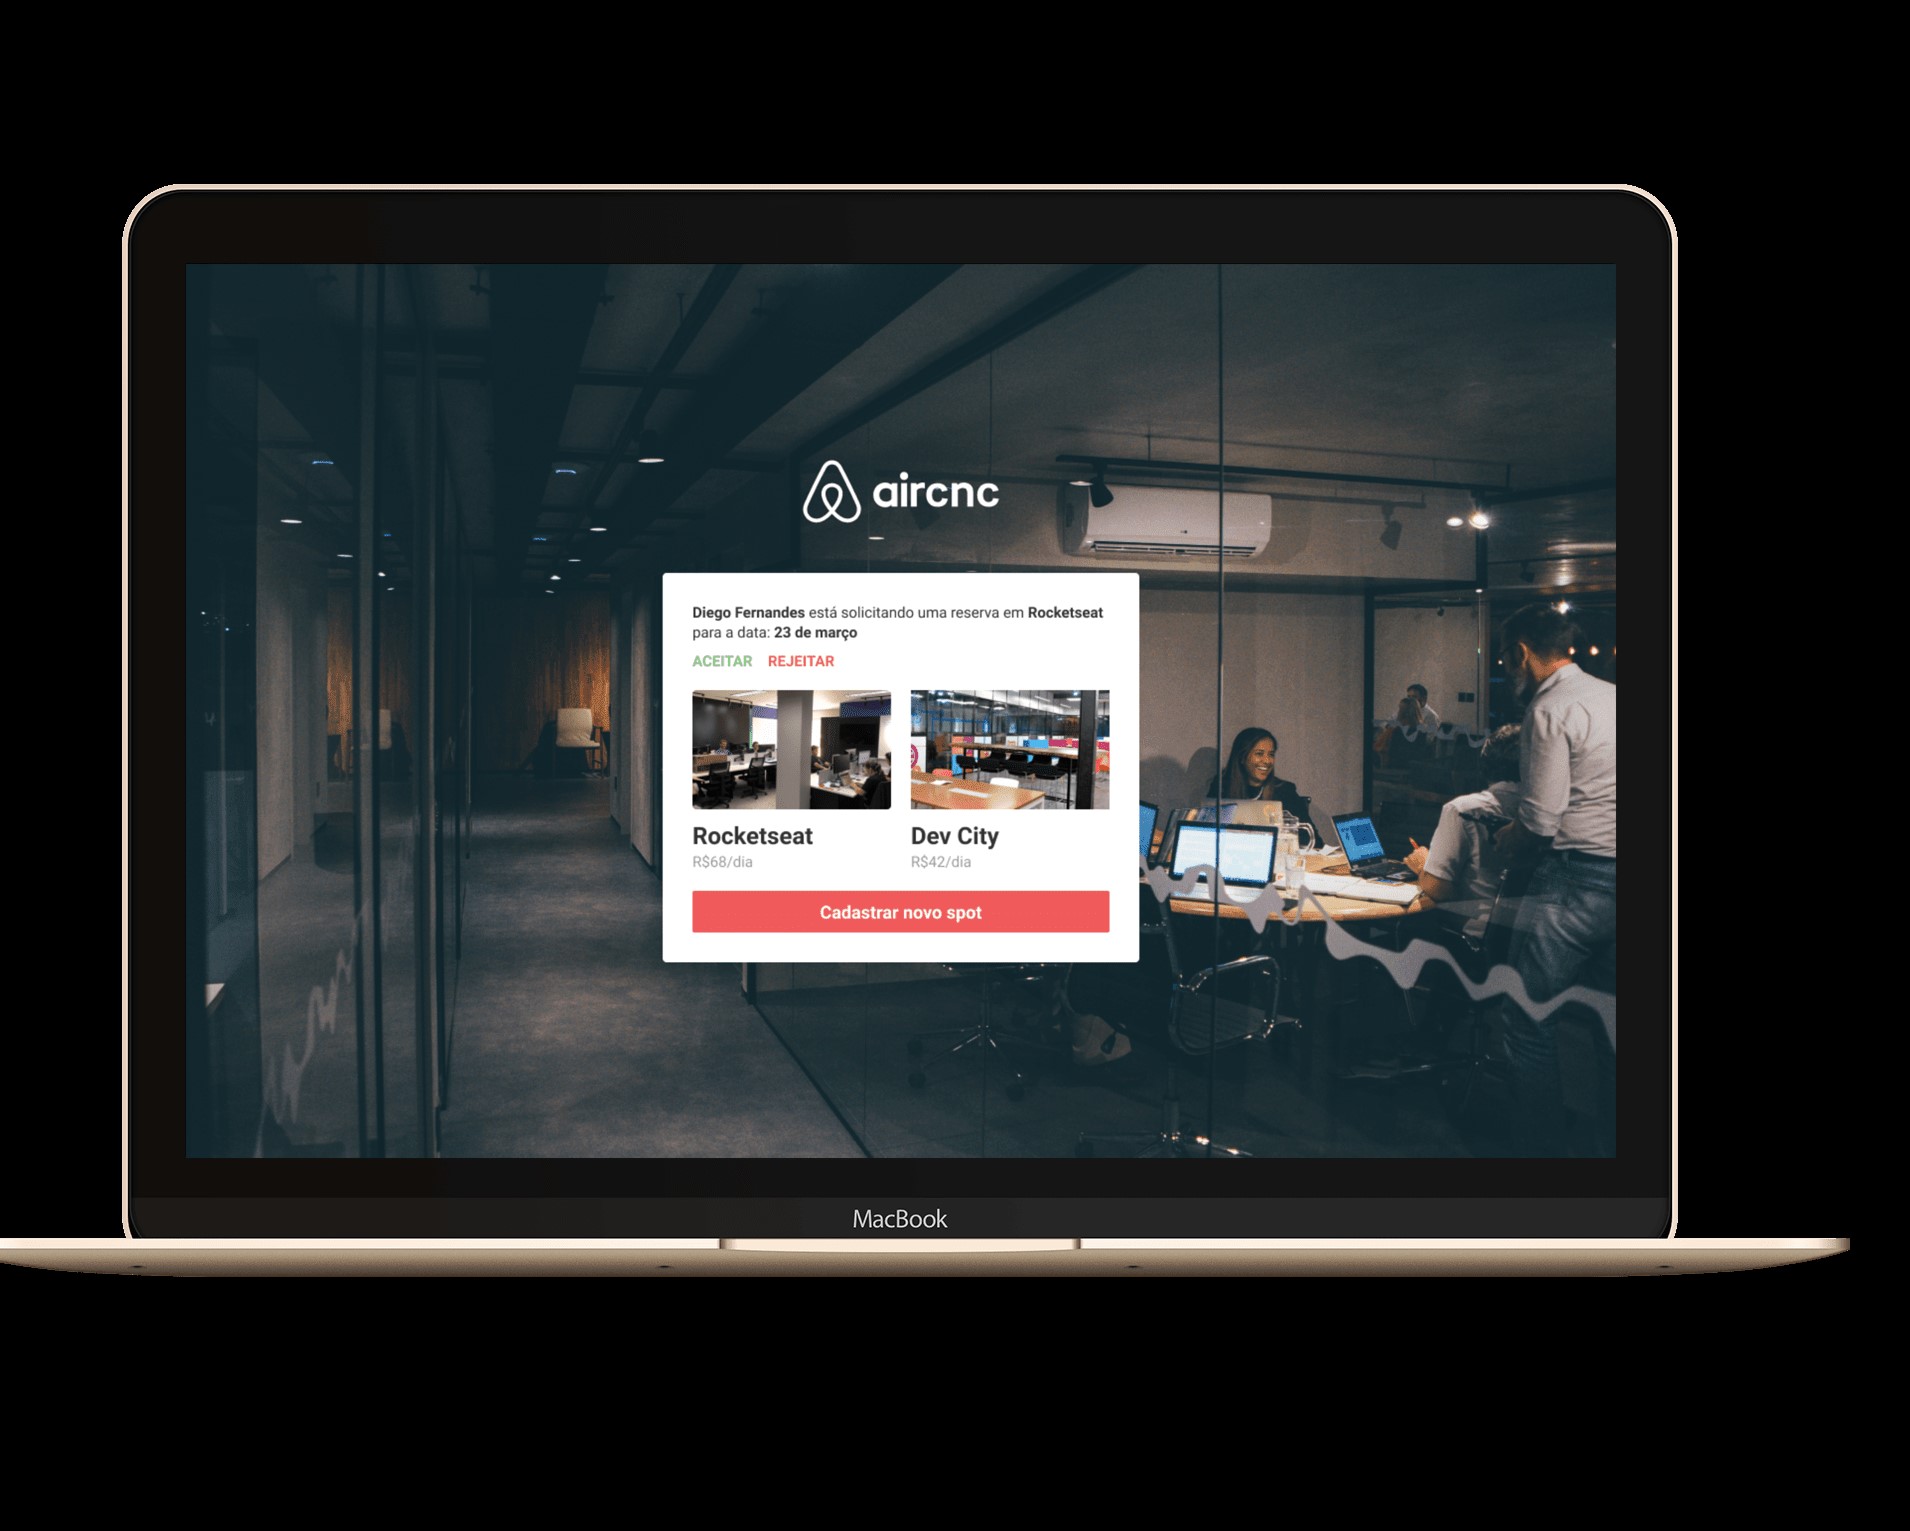 aircnc
Diego Fernandes está solicitando uma reserva em Rocketseat
para a data: 23 de março
ACEITAR REJEITAR
Rocketseat
R$68/dia
Dev City
R$42/dia
Cadastrar novo spot
MacBook